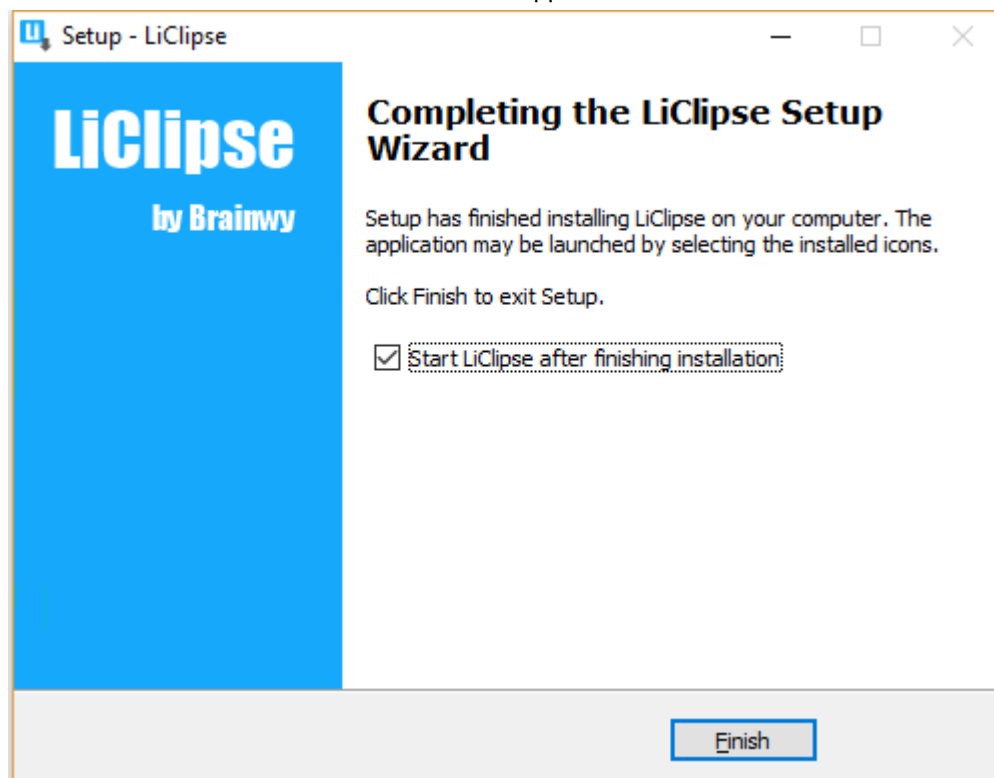 Setup - LiClipse
LiClipse
by Brainwy
Completing the LiClipse Setup
Wizard
Setup has finished installing LiClipse on your computer. The
application may be launched by selecting the installed icons.
Click Finish to exit Setup.
Start LiClipse after finishing installation
Finish